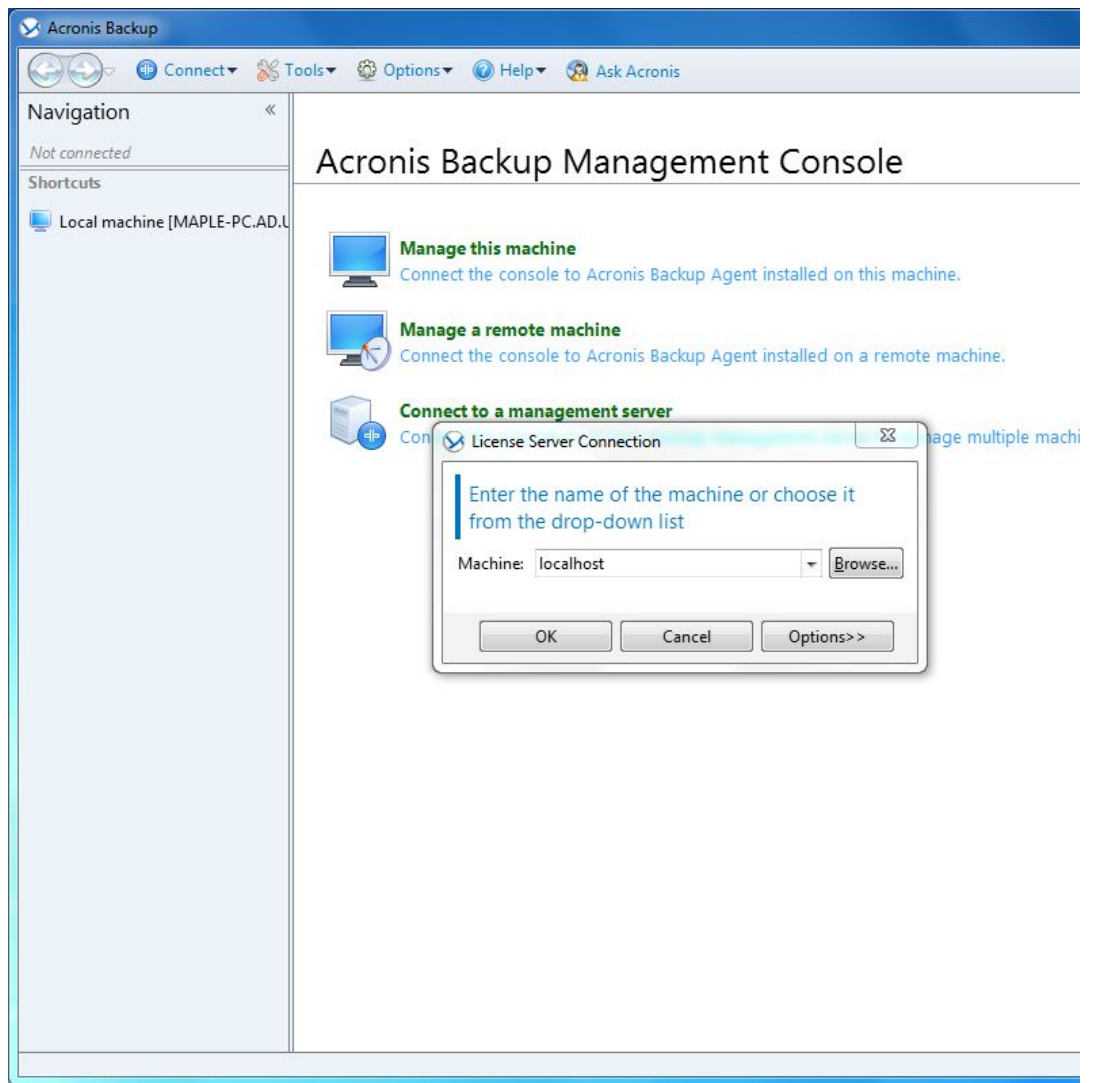 Acronis Backup
Connect Tools Options Help Ask Acronis
Navigation «
Not connected
Shortcuts
Local machine [MAPLE-PC.AD.
Acronis Backup Management Console
Manage this machine
Connect the console to Acronis Backup Agent installed on this machine.
Manage a remote machine
Connect the console to Acronis Backup Agent installed on a remote machine.
Connect to a management server
Con
multiple machi
License Server Connection
Enter the name of the machine or choose it
from the drop-down list
Machine: localhost Browse...
OK Cancel Options>>